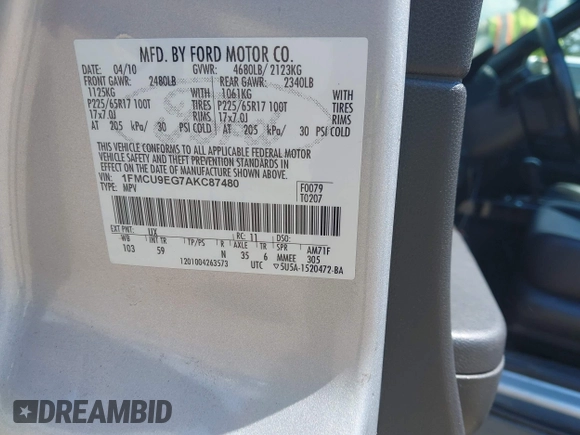 MFD. BY FORD MOTOR CO.
DATE: 04/10 GVWR: 4680LB/ 2123KG
FRONT GAWR: 2480LB REAR GAWR: 2340LB
1125KG WITH 1061KG WITH
P225/65R17 100T TIRES P225/65R17 100T TIRES
17x7.0J RIMS 17x7.0J RIMS
AT 205 kPa/ 30 PSI COLD AT 205 kPa/ 30 PSI COLD
THIS VEHICLE CONFORMS TO ALL APPLICABLE FEDERAL MOTOR
VEHICLE SAFETY AND THEFT PREVENTION STANDARDS IN
EFFECT ON THE DATE OF MANUFACTURE SHOWN ABOVE.
VIN: 1FMCU9EG7AKC87480 F0079
TYPE: MPV T0207
EXT PNT: UX RC: 11 DSO:
WB INT TR TP/PS R AXLE TR SPR AM71F
103 59 N 35 6 MMEE 305
1201004263573 UTC 5U5A-1520472-BA
DREAMBID